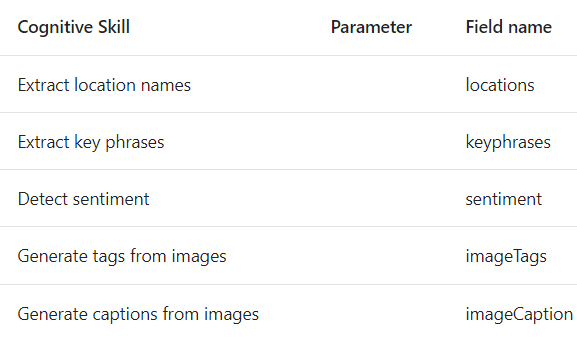 Cognitive Skill Parameter Field name
Extract location names locations
Extract key phrases keyphrases
Detect sentiment sentiment
Generate tags from images imageTags
Generate captions from images imageCaption